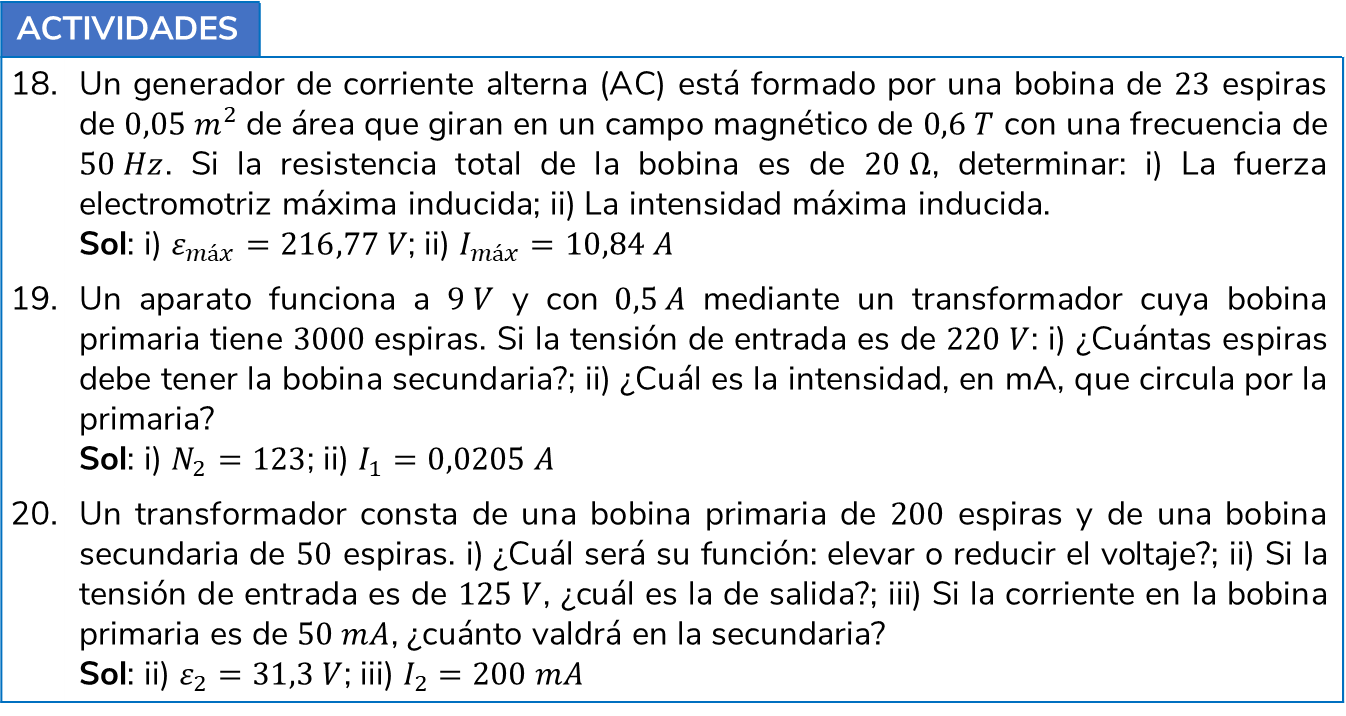 ACTIVIDADES
18. Un generador de corriente alterna (AC) está formado por una bobina de 23 espiras
de 0,05 m² de área que giran en un campo magnético de 0,6 T con una frecuencia de
50 Hz. Si la resistencia total de la bobina es de 20 Ω, determinar: i) La fuerza
electromotriz máxima inducida; ii) La intensidad máxima inducida.
Sol: i) ε_máx = 216,77 V; ii) I_máx = 10,84 A
19. Un aparato funciona a 9 V y con 0,5 A mediante un transformador cuya bobina
primaria tiene 3000 espiras. Si la tensión de entrada es de 220 V: i) ¿Cuántas espiras
debe tener la bobina secundaria?; ii) ¿Cuál es la intensidad, en mA, que circula por la
primaria?
Sol: i) N₂ = 123; ii) I₁ = 0,0205 A
20. Un transformador consta de una bobina primaria de 200 espiras y de una bobina
secundaria de 50 espiras. i) ¿Cuál será su función: elevar o reducir el voltaje?; ii) Si la
tensión de entrada es de 125 V, ¿cuál es la de salida?; iii) Si la corriente en la bobina
primaria es de 50 mA, ¿cuánto valdrá en la secundaria?
Sol: ii) ε₂ = 31,3 V; iii) I₂ = 200 mA